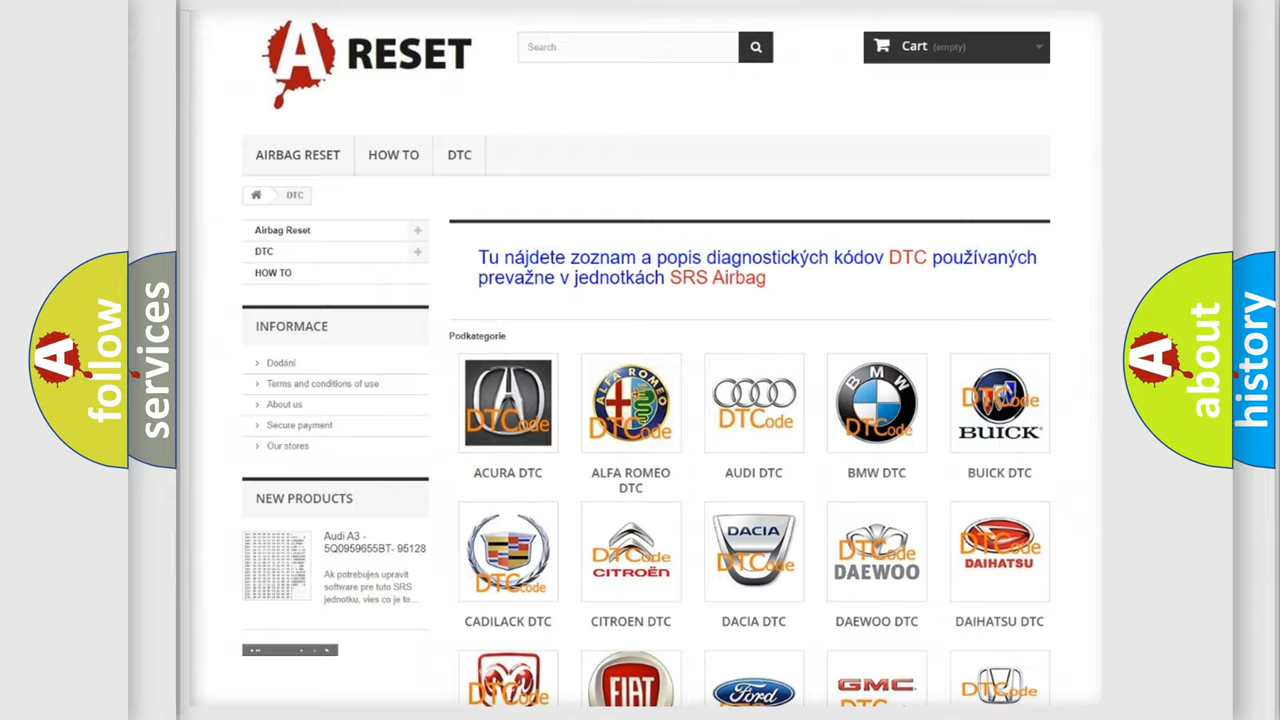 A RESET
Search
Cart (empty)
AIRBAG RESET
HOW TO
DTC
DTC
Airbag Reset
DTC
HOW TO
INFORMACE
Dodání
Terms and conditions of use
About us
Secure payment
Our stores
NEW PRODUCTS
Audi A3 -
5Q0959655BT- 95128
Ak potrebujes upravit
software pre tuto SRS
jednotku, vies co je to...
Tu nájdete zoznam a popis diagnostických kódov DTC používaných
prevažne v jednotkách SRS Airbag
Podkategorie
DTCode
ALFA ROMEO
DTCode
DTCode
BMW
DTCode
DTCode
BUICK
ACURA DTC
ALFA ROMEO
DTC
AUDI DTC
BMW DTC
BUICK DTC
DTCode
DTCode
CITROËN
DACIA
DTCode
DTCode
DAEWOO
DTCode
DAIHATSU
CADILACK DTC
CITROEN DTC
DACIA DTC
DAEWOO DTC
DAIHATSU DTC
DTCode
FIAT
Ford
GMC
DTCode
A follow
services
A about
history